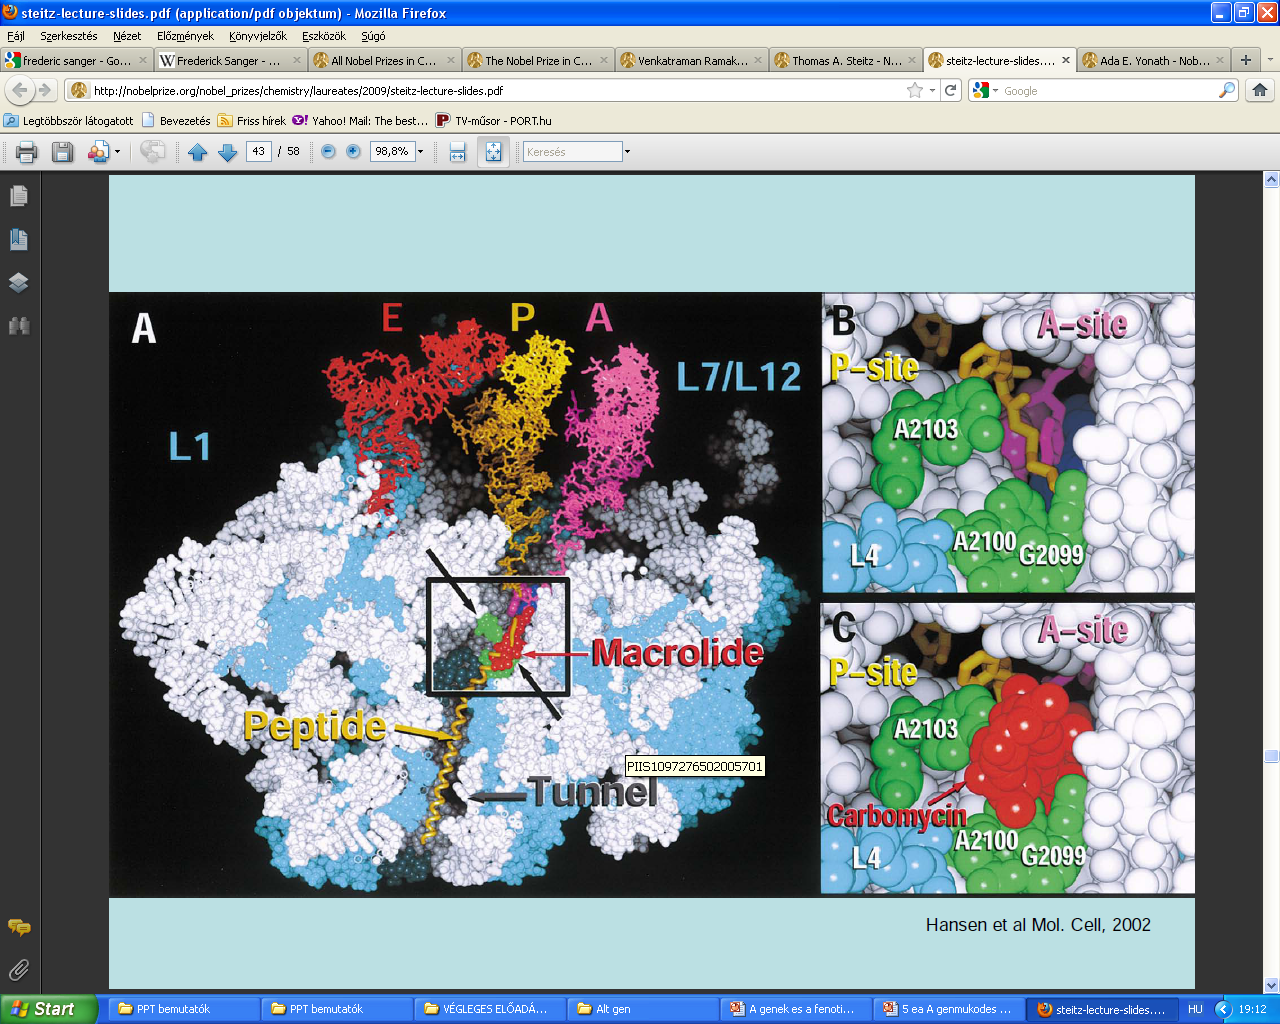 steitz-lecture-slides.pdf (application/pdf objektum) - Mozilla Firefox
Fájl Szerkesztés Nézet Előzmények Könyvjelzők Eszközök Súgó
frederic sanger - Go...
Frederick Sanger - ...
All Nobel Prizes in C...
The Nobel Prize in C...
Venkatraman Ramak...
Thomas A. Steitz - N...
steitz-lecture-slides....
Ada E. Yonath - Nob...
http://nobelprize.org/nobel_prizes/chemistry/laureates/2009/steitz-lecture-slides.pdf
Google
Legtöbbször látogatott Bevezetés Friss hírek Yahoo! Mail: The best... TV-műsor - PORT.hu
43 / 58 98,8% Keresés
A
E P A
L7/L12
L1
Macrolide
Peptide
Tunnel
PIIS1097276502005701
B
A-site
P-site
A2103
A2100
G2099
L4
C
A-site
P-site
A2103
Carbomycin
A2100
G2099
L4
Hansen et al Mol. Cell, 2002
Start
PPT bemutatók
PPT bemutatók
VÉGLEGES ELŐADÁ...
Alt gen
A genek es a fenoti...
5 ea A genmukodes ...
steitz-lecture-slides....
HU
19:12